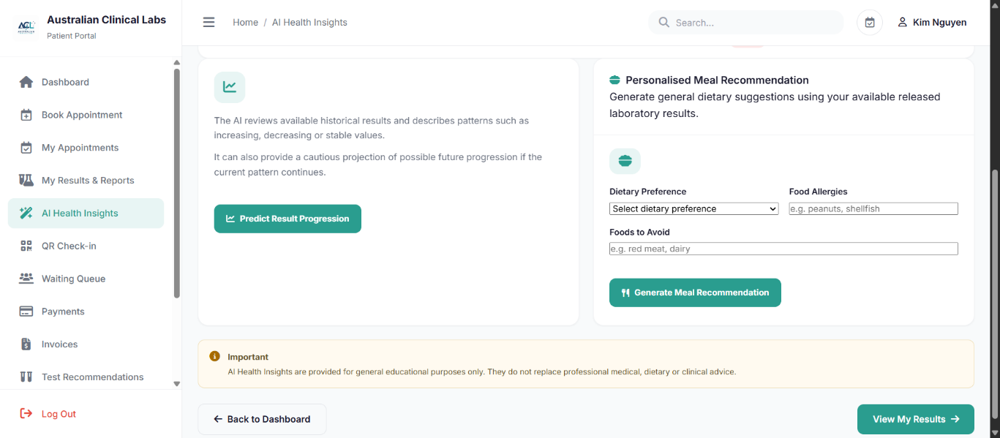 ACL
Australian Clinical Labs
Patient Portal
Dashboard
Book Appointment
My Appointments
My Results & Reports
AI Health Insights
QR Check-in
Waiting Queue
Payments
Invoices
Test Recommendations
Log Out
Home / AI Health Insights
Search...
Kim Nguyen
The AI reviews available historical results and describes patterns such as
increasing, decreasing or stable values.
It can also provide a cautious projection of possible future progression if the
current pattern continues.
Predict Result Progression
Personalised Meal Recommendation
Generate general dietary suggestions using your available released
laboratory results.
Dietary Preference
Select dietary preference
Food Allergies
e.g. peanuts, shellfish
Foods to Avoid
e.g. red meat, dairy
Generate Meal Recommendation
Important
AI Health Insights are provided for general educational purposes only. They do not replace professional medical, dietary or clinical advice.
Back to Dashboard
View My Results